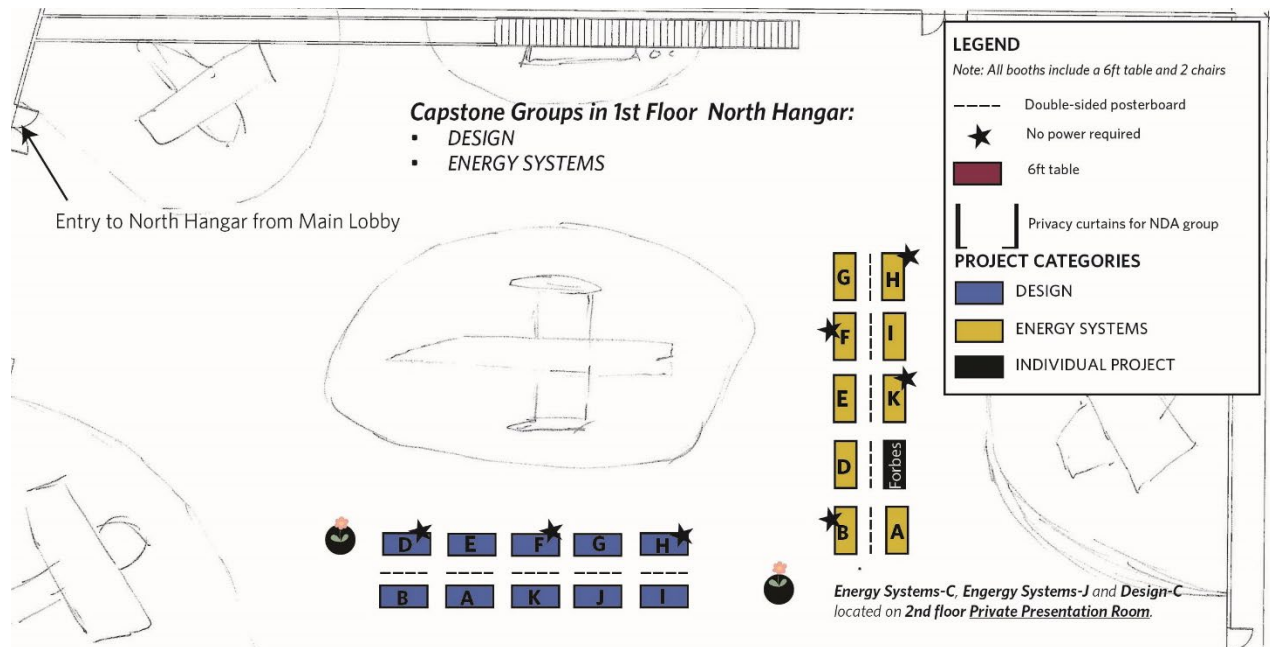 Capstone Groups in 1st Floor North Hangar:
▪ DESIGN
▪ ENERGY SYSTEMS
Entry to North Hangar from Main Lobby
LEGEND
Note: All booths include a 6ft table and 2 chairs
Double-sided posterboard
No power required
6ft table
Privacy curtains for NDA group
PROJECT CATEGORIES
DESIGN
ENERGY SYSTEMS
INDIVIDUAL PROJECT
G H
F I
E K
D Forbes
B A
D E F G H
B A K J I
Energy Systems-C, Engergy Systems-J and Design-C
located on 2nd floor Private Presentation Room.